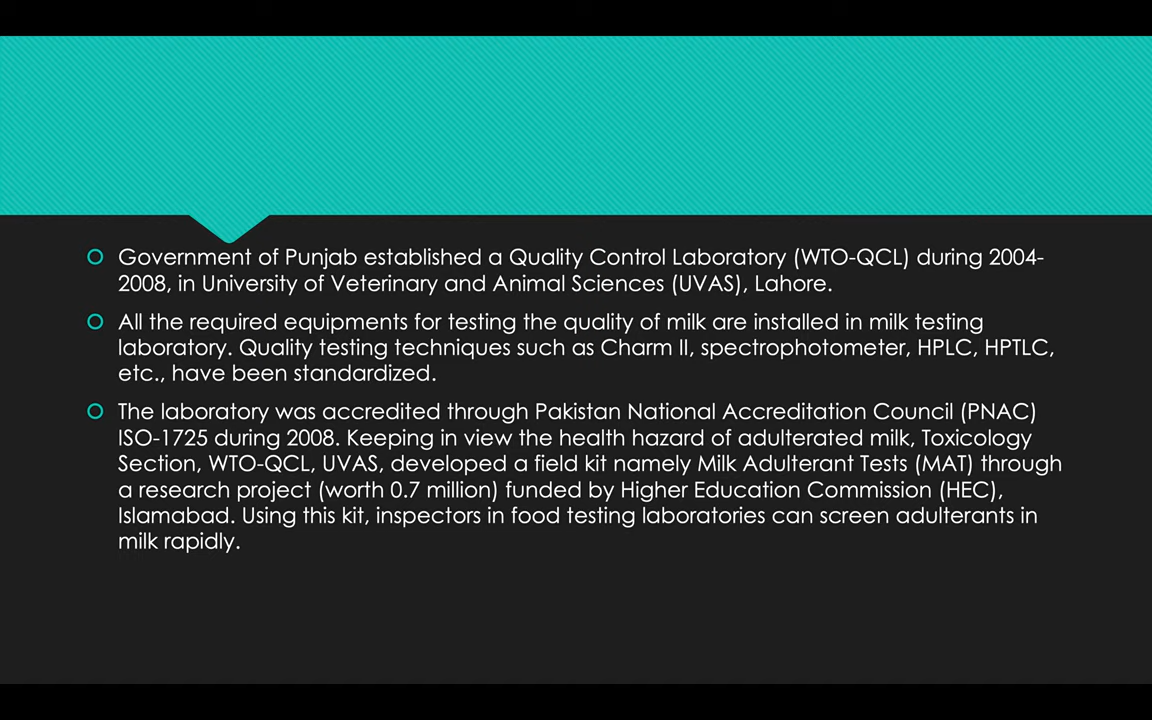 Government of Punjab established a Quality Control Laboratory (WTO-QCL) during 2004-
2008, in University of Veterinary and Animal Sciences (UVAS), Lahore.
All the required equipments for testing the quality of milk are installed in milk testing
laboratory. Quality testing techniques such as Charm II, spectrophotometer, HPLC, HPTLC,
etc., have been standardized.
The laboratory was accredited through Pakistan National Accreditation Council (PNAC)
ISO-1725 during 2008. Keeping in view the health hazard of adulterated milk, Toxicology
Section, WTO-QCL, UVAS, developed a field kit namely Milk Adulterant Tests (MAT) through
a research project (worth 0.7 million) funded by Higher Education Commission (HEC),
Islamabad. Using this kit, inspectors in food testing laboratories can screen adulterants in
milk rapidly.